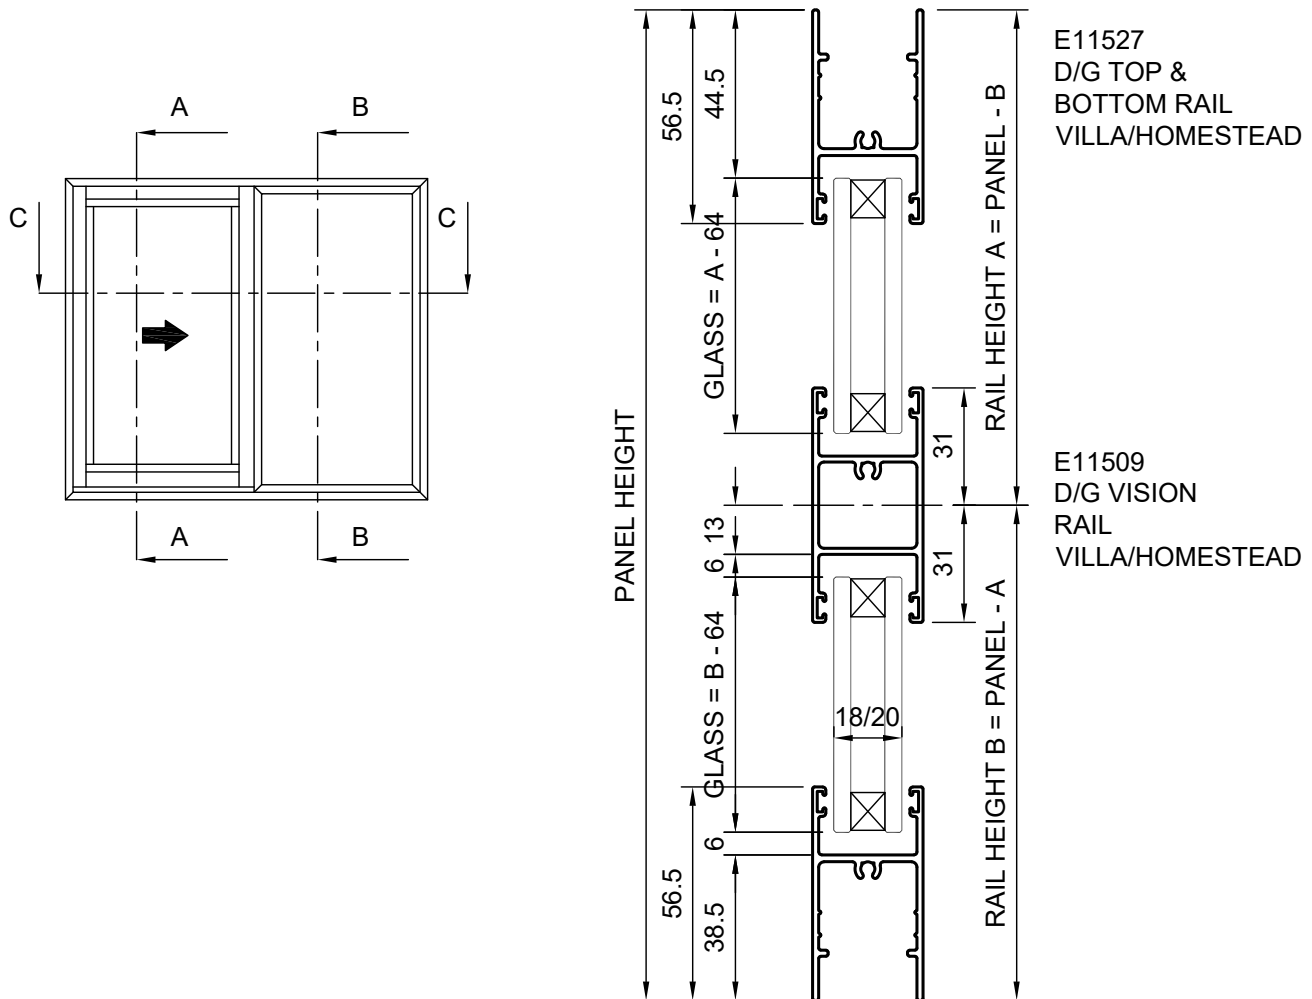 A
B
C
C
A
B
PANEL HEIGHT
56.5
44.5
GLASS = A - 64
13
6
GLASS = B - 64
6
56.5
38.5
18/20
31
31
RAIL HEIGHT A = PANEL - B
RAIL HEIGHT B = PANEL - A
E11527
D/G TOP &
BOTTOM RAIL
VILLA/HOMESTEAD
E11509
D/G VISION
RAIL
VILLA/HOMESTEAD